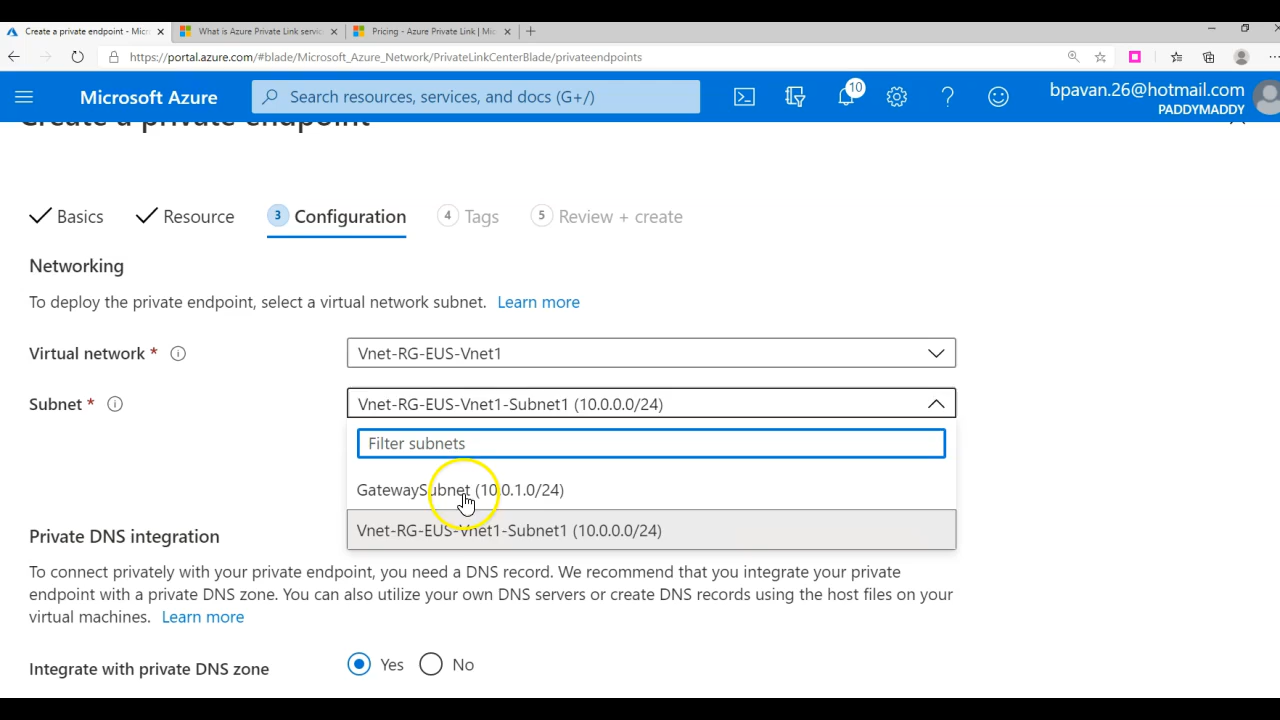 Create a private endpoint - Micr
What is Azure Private Link servic
Pricing - Azure Private Link | Mic
https://portal.azure.com/#blade/Microsoft_Azure_Network/PrivateLinkCenterBlade/privateendpoints
Microsoft Azure
Search resources, services, and docs (G+/)
10
bpavan.26@hotmail.com
PADDYMADDY
Create a private endpoint
Basics
Resource
3 Configuration
4 Tags
5 Review + create
Networking
To deploy the private endpoint, select a virtual network subnet. Learn more
Virtual network *
Vnet-RG-EUS-Vnet1
Subnet *
Vnet-RG-EUS-Vnet1-Subnet1 (10.0.0.0/24)
Filter subnets
GatewaySubnet (10.0.1.0/24)
Vnet-RG-EUS-Vnet1-Subnet1 (10.0.0.0/24)
Private DNS integration
To connect privately with your private endpoint, you need a DNS record. We recommend that you integrate your private
endpoint with a private DNS zone. You can also utilize your own DNS servers or create DNS records using the host files on your
virtual machines. Learn more
Integrate with private DNS zone
Yes
No